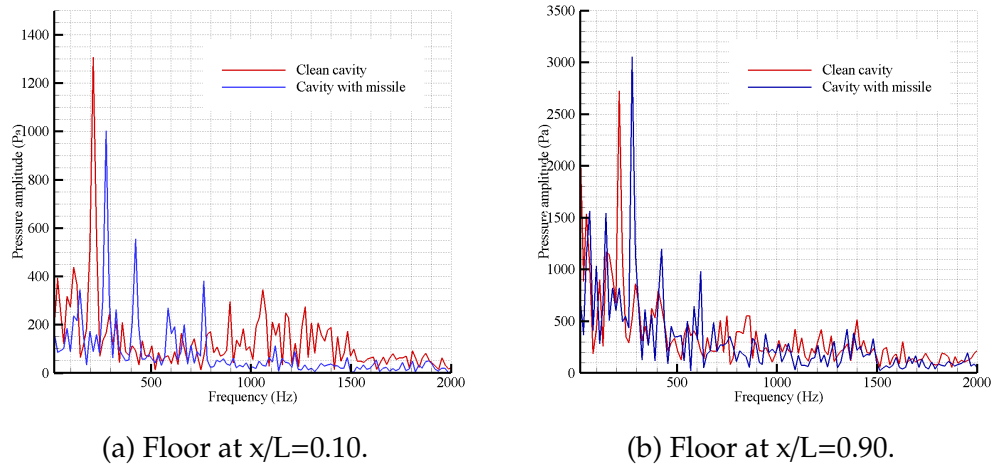 1400
1200
1000
800
600
400
200
0
Pressure amplitude (Pa)
Clean cavity
Cavity with missile
500
1000
1500
2000
Frequency (Hz)
(a) Floor at x/L=0.10.
3500
3000
2500
2000
1500
1000
500
0
Pressure amplitude (Pa)
Clean cavity
Cavity with missile
500
1000
1500
2000
Frequency (Hz)
(b) Floor at x/L=0.90.